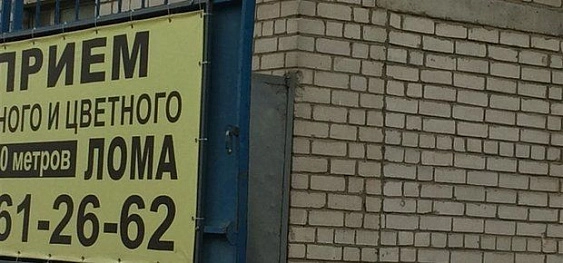 ПРИЕМ
НОГО И ЦВЕТНОГО
0 метров ЛОМА
61-26-62